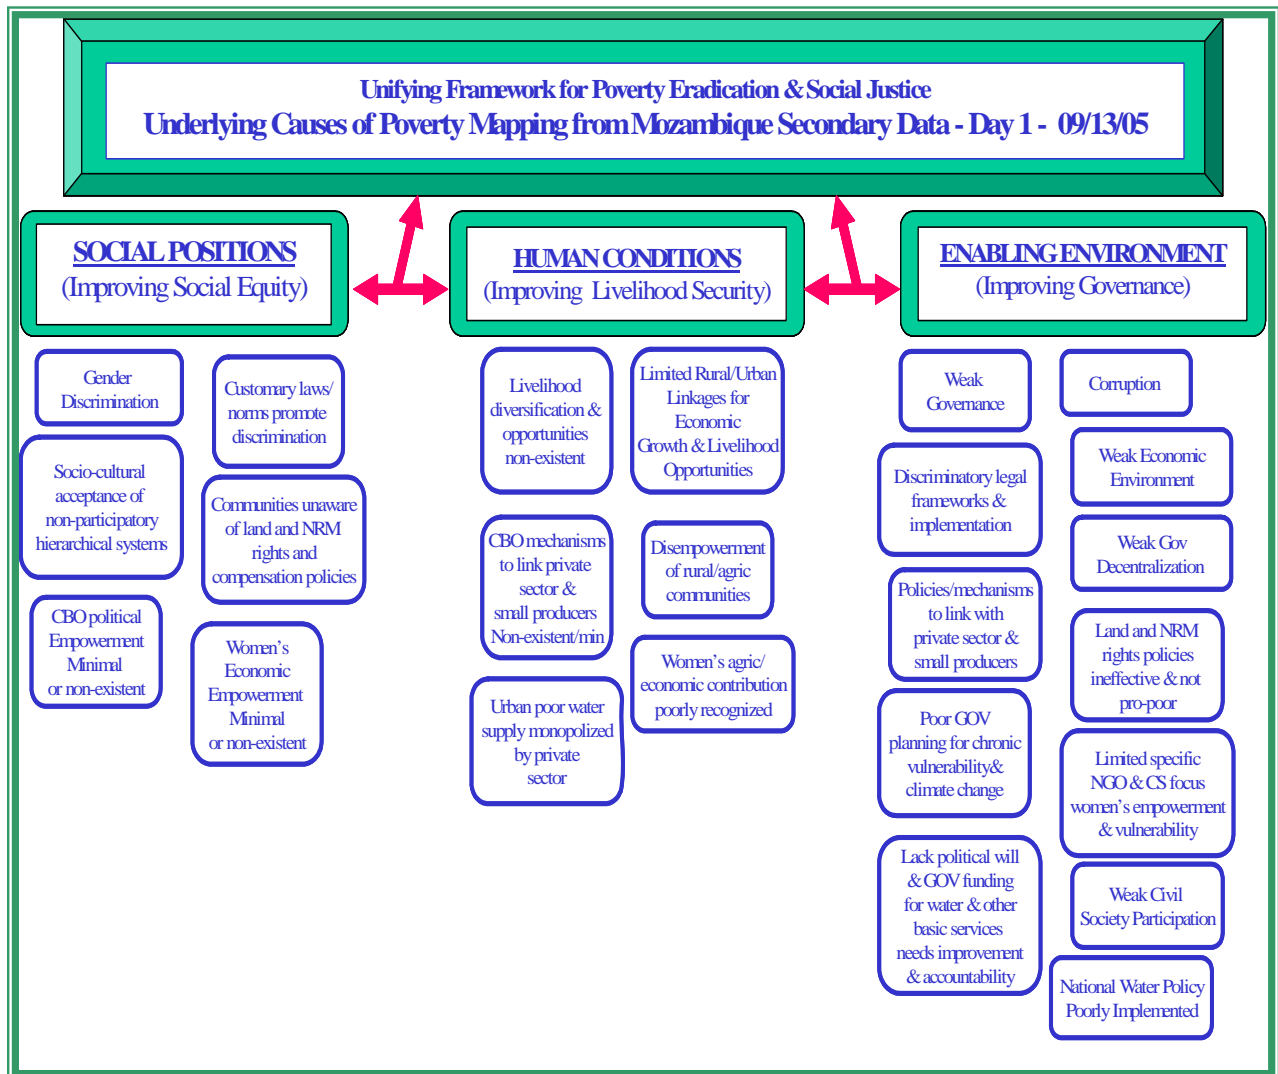 Unifying Framework for Poverty Eradication & Social Justice
Underlying Causes of Poverty Mapping from Mozambique Secondary Data - Day 1 - 09/13/05
SOCIAL POSITIONS
(Improving Social Equity)
HUMAN CONDITIONS
(Improving Livelihood Security)
ENABLING ENVIRONMENT
(Improving Governance)
Gender
Discrimination
Customary laws/
norms promote
discrimination
Socio-cultural
acceptance of
non-participatory
hierarchical systems
Communities unaware
of land and NRM
rights and
compensation policies
CBO political
Empowerment
Minimal
or non-existent
Women's
Economic
Empowerment
Minimal
or non-existent
Livelihood
diversification &
opportunities
non-existent
Limited Rural/Urban
Linkages for
Economic
Growth & Livelihood
Opportunities
CBO mechanisms
to link private
sector &
small producers
Non-existent/min
Disempowerment
of rural/agric
communities
Women's agric/
economic contribution
poorly recognized
Urban poor water
supply monopolized
by private
sector
Weak
Governance
Corruption
Discriminatory legal
frameworks &
implementation
Weak Economic
Environment
Weak Gov
Decentralization
Policies/mechanisms
to link with
private sector &
small producers
Land and NRM
rights policies
ineffective & not
pro-poor
Poor GOV
planning for chronic
vulnerability&
climate change
Limited specific
NGO & CS focus
women's empowerment
& vulnerability
Lack political will
& GOV funding
for water & other
basic services
needs improvement
& accountability
Weak Civil
Society Participation
National Water Policy
Poorly Implemented